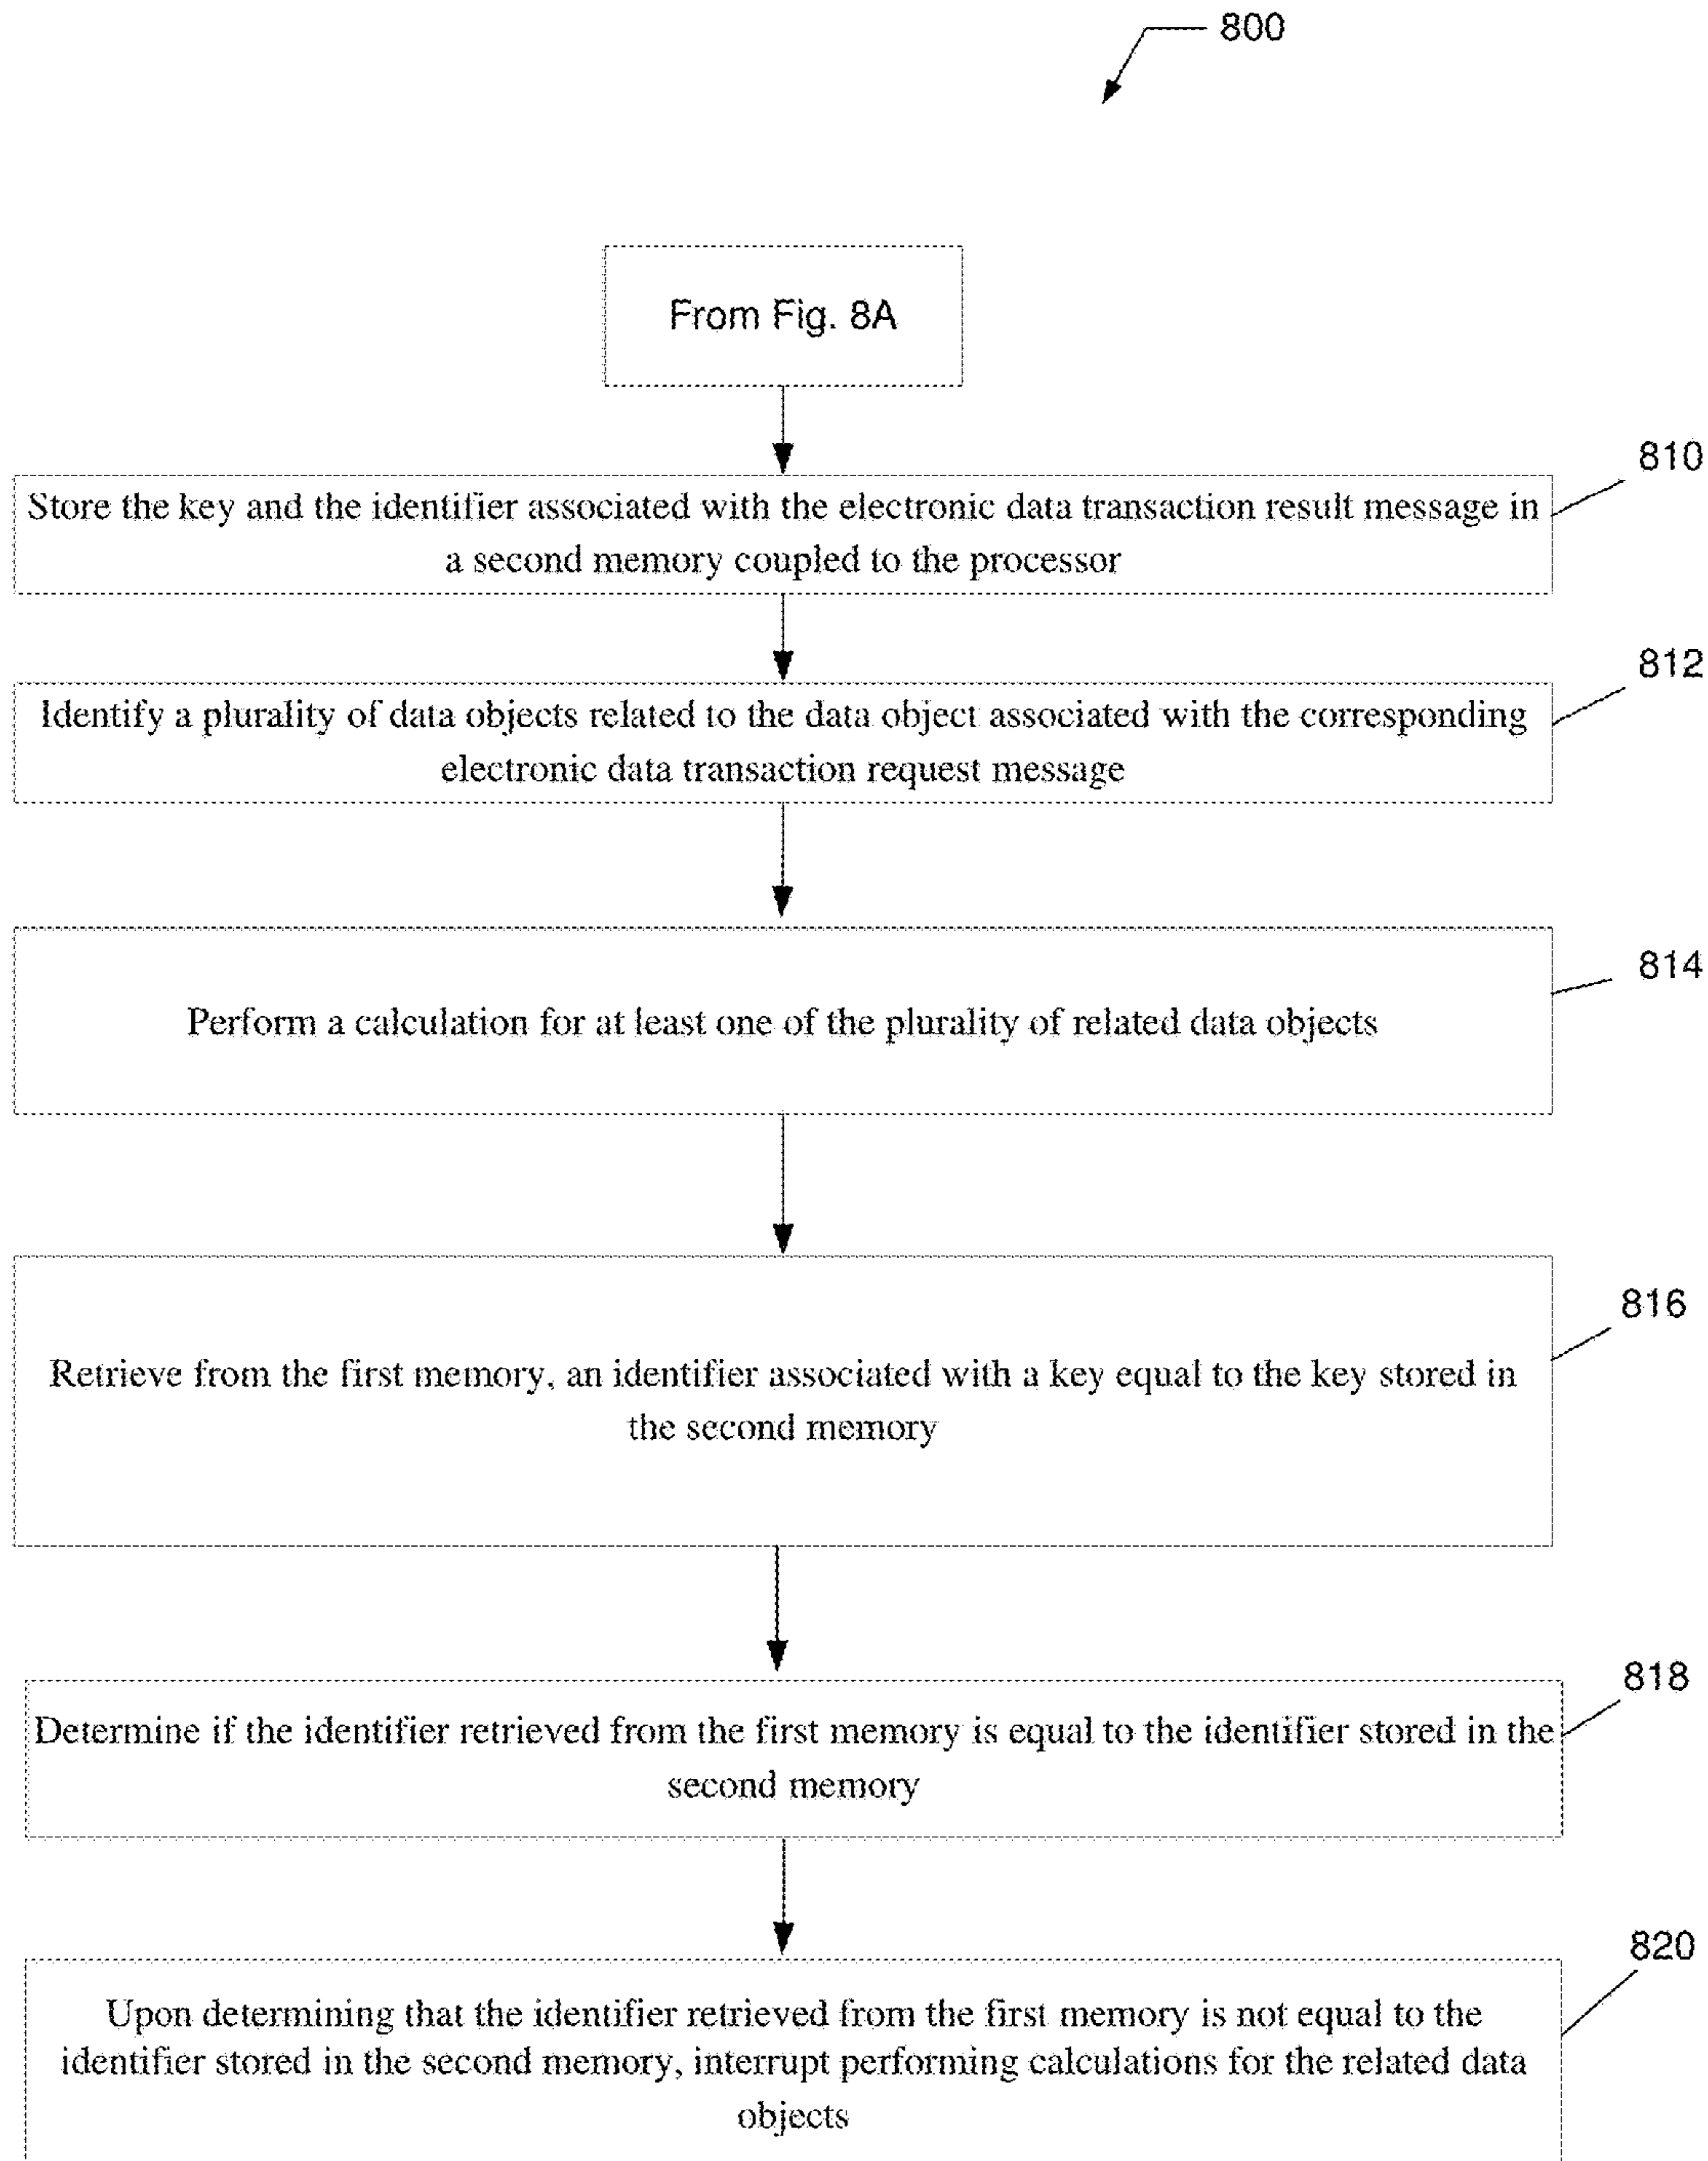 800
From Fig. 8A
810
Store the key and the identifier associated with the electronic data transaction result message in
a second memory coupled to the processor
812
Identify a plurality of data objects related to the data object associated with the corresponding
electronic data transaction request message
814
Perform a calculation for at least one of the plurality of related data objects
816
Retrieve from the first memory, an identifier associated with a key equal to the key stored in
the second memory
818
Determine if the identifier retrieved from the first memory is equal to the identifier stored in the
second memory
820
Upon determining that the identifier retrieved from the first memory is not equal to the
identifier stored in the second memory, interrupt performing calculations for the related data
objects